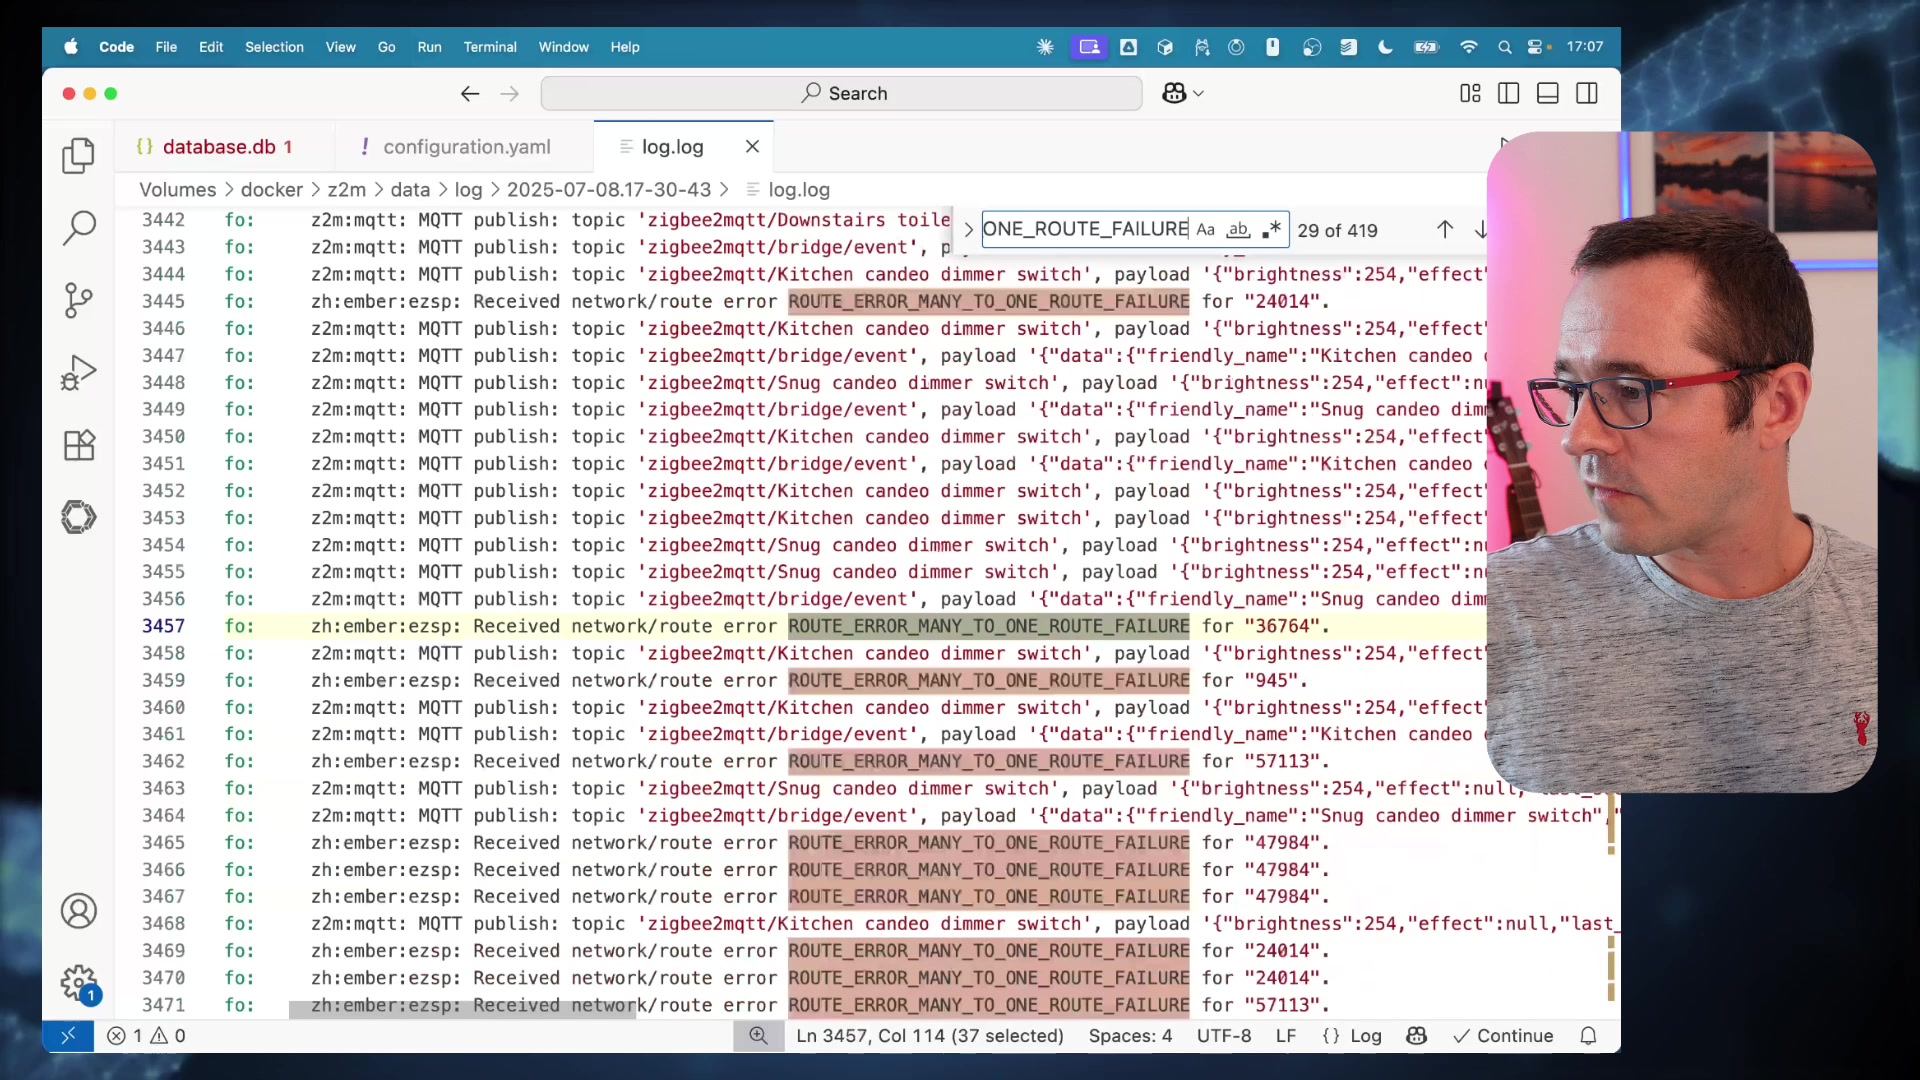 Code File Edit Selection View Go Run Terminal Window Help 17:07
Search
{} database.db 1 ! configuration.yaml log.log
Volumes > docker > z2m > data > log > 2025-07-08.17-30-43 > log.log
ONE_ROUTE_FAILURE Aa ab 29 of 419
3442 fo: z2m:mqtt: MQTT publish: topic 'zigbee2mqtt/Downstairs toile
3443 fo: z2m:mqtt: MQTT publish: topic 'zigbee2mqtt/bridge/event', p
3444 fo: z2m:mqtt: MQTT publish: topic 'zigbee2mqtt/Kitchen candeo dimmer switch', payload '{"brightness":254,"effect"
3445 fo: zh:ember:ezsp: Received network/route error ROUTE_ERROR_MANY_TO_ONE_ROUTE_FAILURE for "24014".
3446 fo: z2m:mqtt: MQTT publish: topic 'zigbee2mqtt/Kitchen candeo dimmer switch', payload '{"brightness":254,"effect"
3447 fo: z2m:mqtt: MQTT publish: topic 'zigbee2mqtt/bridge/event', payload '{"data":{"friendly_name":"Kitchen candeo
3448 fo: z2m:mqtt: MQTT publish: topic 'zigbee2mqtt/Snug candeo dimmer switch', payload '{"brightness":254,"effect":nu
3449 fo: z2m:mqtt: MQTT publish: topic 'zigbee2mqtt/bridge/event', payload '{"data":{"friendly_name":"Snug candeo dim
3450 fo: z2m:mqtt: MQTT publish: topic 'zigbee2mqtt/Kitchen candeo dimmer switch', payload '{"brightness":254,"effect"
3451 fo: z2m:mqtt: MQTT publish: topic 'zigbee2mqtt/bridge/event', payload '{"data":{"friendly_name":"Kitchen candeo
3452 fo: z2m:mqtt: MQTT publish: topic 'zigbee2mqtt/Kitchen candeo dimmer switch', payload '{"brightness":254,"effect"
3453 fo: z2m:mqtt: MQTT publish: topic 'zigbee2mqtt/Kitchen candeo dimmer switch', payload '{"brightness":254,"effect"
3454 fo: z2m:mqtt: MQTT publish: topic 'zigbee2mqtt/Snug candeo dimmer switch', payload '{"brightness":254,"effect":nu
3455 fo: z2m:mqtt: MQTT publish: topic 'zigbee2mqtt/Snug candeo dimmer switch', payload '{"brightness":254,"effect":nu
3456 fo: z2m:mqtt: MQTT publish: topic 'zigbee2mqtt/bridge/event', payload '{"data":{"friendly_name":"Snug candeo dim
3457 fo: zh:ember:ezsp: Received network/route error ROUTE_ERROR_MANY_TO_ONE_ROUTE_FAILURE for "36764".
3458 fo: z2m:mqtt: MQTT publish: topic 'zigbee2mqtt/Kitchen candeo dimmer switch', payload '{"brightness":254,"effect"
3459 fo: zh:ember:ezsp: Received network/route error ROUTE_ERROR_MANY_TO_ONE_ROUTE_FAILURE for "945".
3460 fo: z2m:mqtt: MQTT publish: topic 'zigbee2mqtt/Kitchen candeo dimmer switch', payload '{"brightness":254,"effect"
3461 fo: z2m:mqtt: MQTT publish: topic 'zigbee2mqtt/bridge/event', payload '{"data":{"friendly_name":"Kitchen candeo
3462 fo: zh:ember:ezsp: Received network/route error ROUTE_ERROR_MANY_TO_ONE_ROUTE_FAILURE for "57113".
3463 fo: z2m:mqtt: MQTT publish: topic 'zigbee2mqtt/Snug candeo dimmer switch', payload '{"brightness":254,"effect":null,
3464 fo: z2m:mqtt: MQTT publish: topic 'zigbee2mqtt/bridge/event', payload '{"data":{"friendly_name":"Snug candeo dimmer switch",
3465 fo: zh:ember:ezsp: Received network/route error ROUTE_ERROR_MANY_TO_ONE_ROUTE_FAILURE for "47984".
3466 fo: zh:ember:ezsp: Received network/route error ROUTE_ERROR_MANY_TO_ONE_ROUTE_FAILURE for "47984".
3467 fo: zh:ember:ezsp: Received network/route error ROUTE_ERROR_MANY_TO_ONE_ROUTE_FAILURE for "47984".
3468 fo: z2m:mqtt: MQTT publish: topic 'zigbee2mqtt/Kitchen candeo dimmer switch', payload '{"brightness":254,"effect":null,"last_
3469 fo: zh:ember:ezsp: Received network/route error ROUTE_ERROR_MANY_TO_ONE_ROUTE_FAILURE for "24014".
3470 fo: zh:ember:ezsp: Received network/route error ROUTE_ERROR_MANY_TO_ONE_ROUTE_FAILURE for "24014".
3471 fo: zh:ember:ezsp: Received network/route error ROUTE_ERROR_MANY_TO_ONE_ROUTE_FAILURE for "57113".
1
1 0 Ln 3457, Col 114 (37 selected) Spaces: 4 UTF-8 LF {} Log Continue